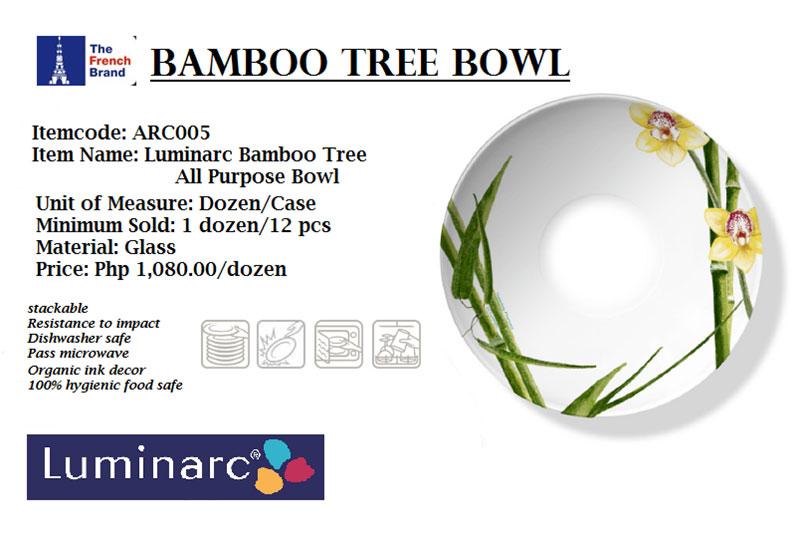 The
French
Brand
BAMBOO TREE BOWL
Itemcode: ARC005
Item Name: Luminarc Bamboo Tree
All Purpose Bowl
Unit of Measure: Dozen/Case
Minimum Sold: 1 dozen/12 pcs
Material: Glass
Price: Php 1,080.00/dozen
stackable
Resistance to impact
Dishwasher safe
Pass microwave
Organic ink decor
100% hygienic food safe
Luminarc®